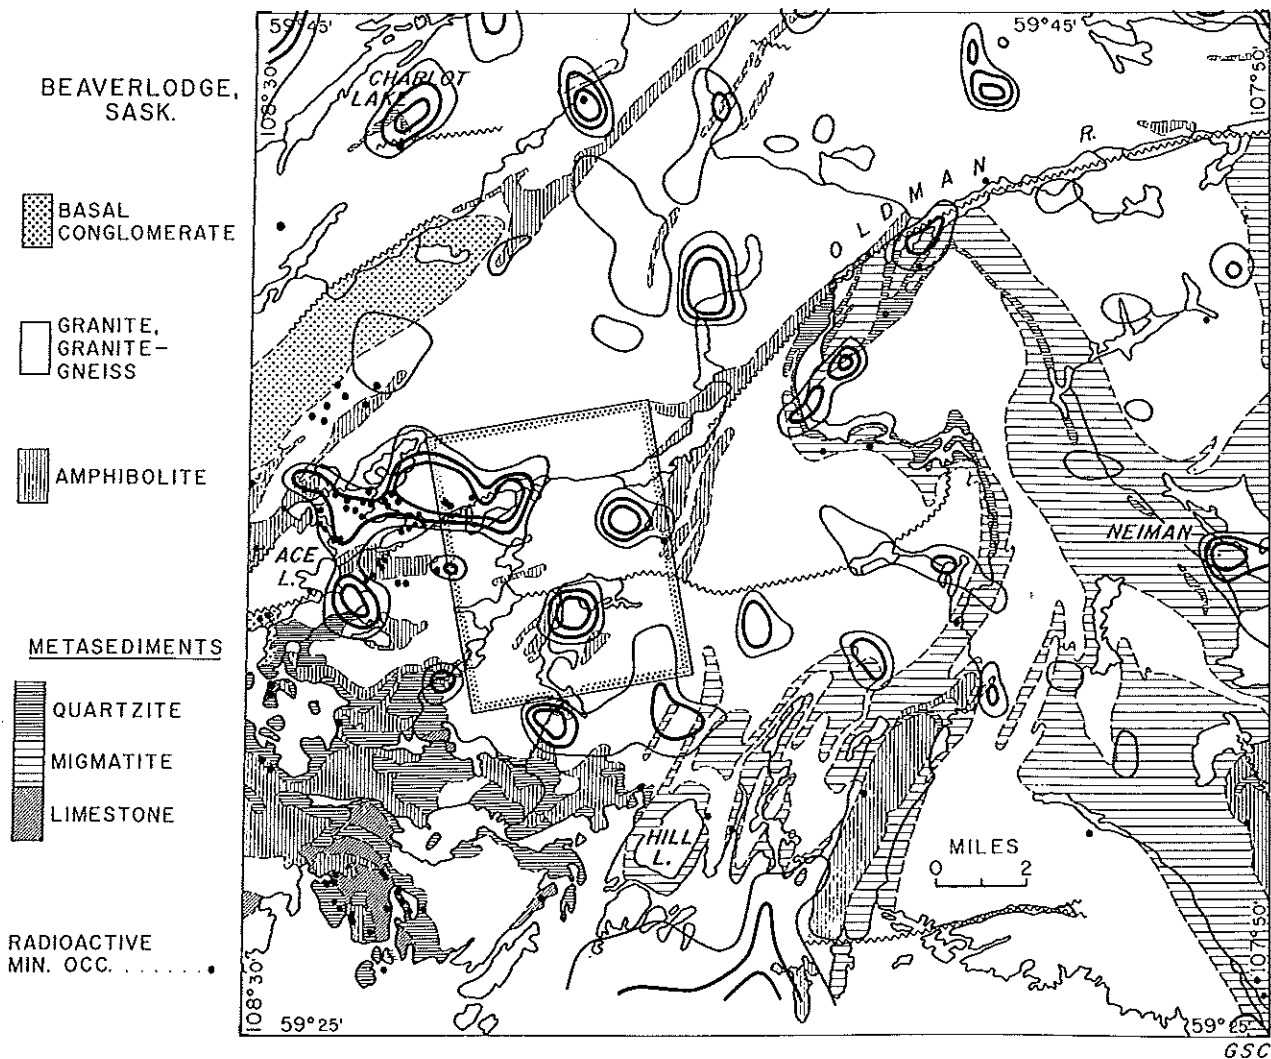 BEAVERLODGE,
SASK.
BASAL
CONGLOMERATE
GRANITE,
GRANITE–
GNEISS
AMPHIBOLITE
METASEDIMENTS
QUARTZITE
MIGMATITE
LIMESTONE
RADIOACTIVE
MIN. OCC. . . . . . .
59°45'
59°45'
108°30'
107°50'
CHARLOT
LAKE
OLDMAN R.
NEIMAN
ACE
L.
HILL
L.
MILES
0 2
108°30'
107°50'
59°25'
59°25'
GSC